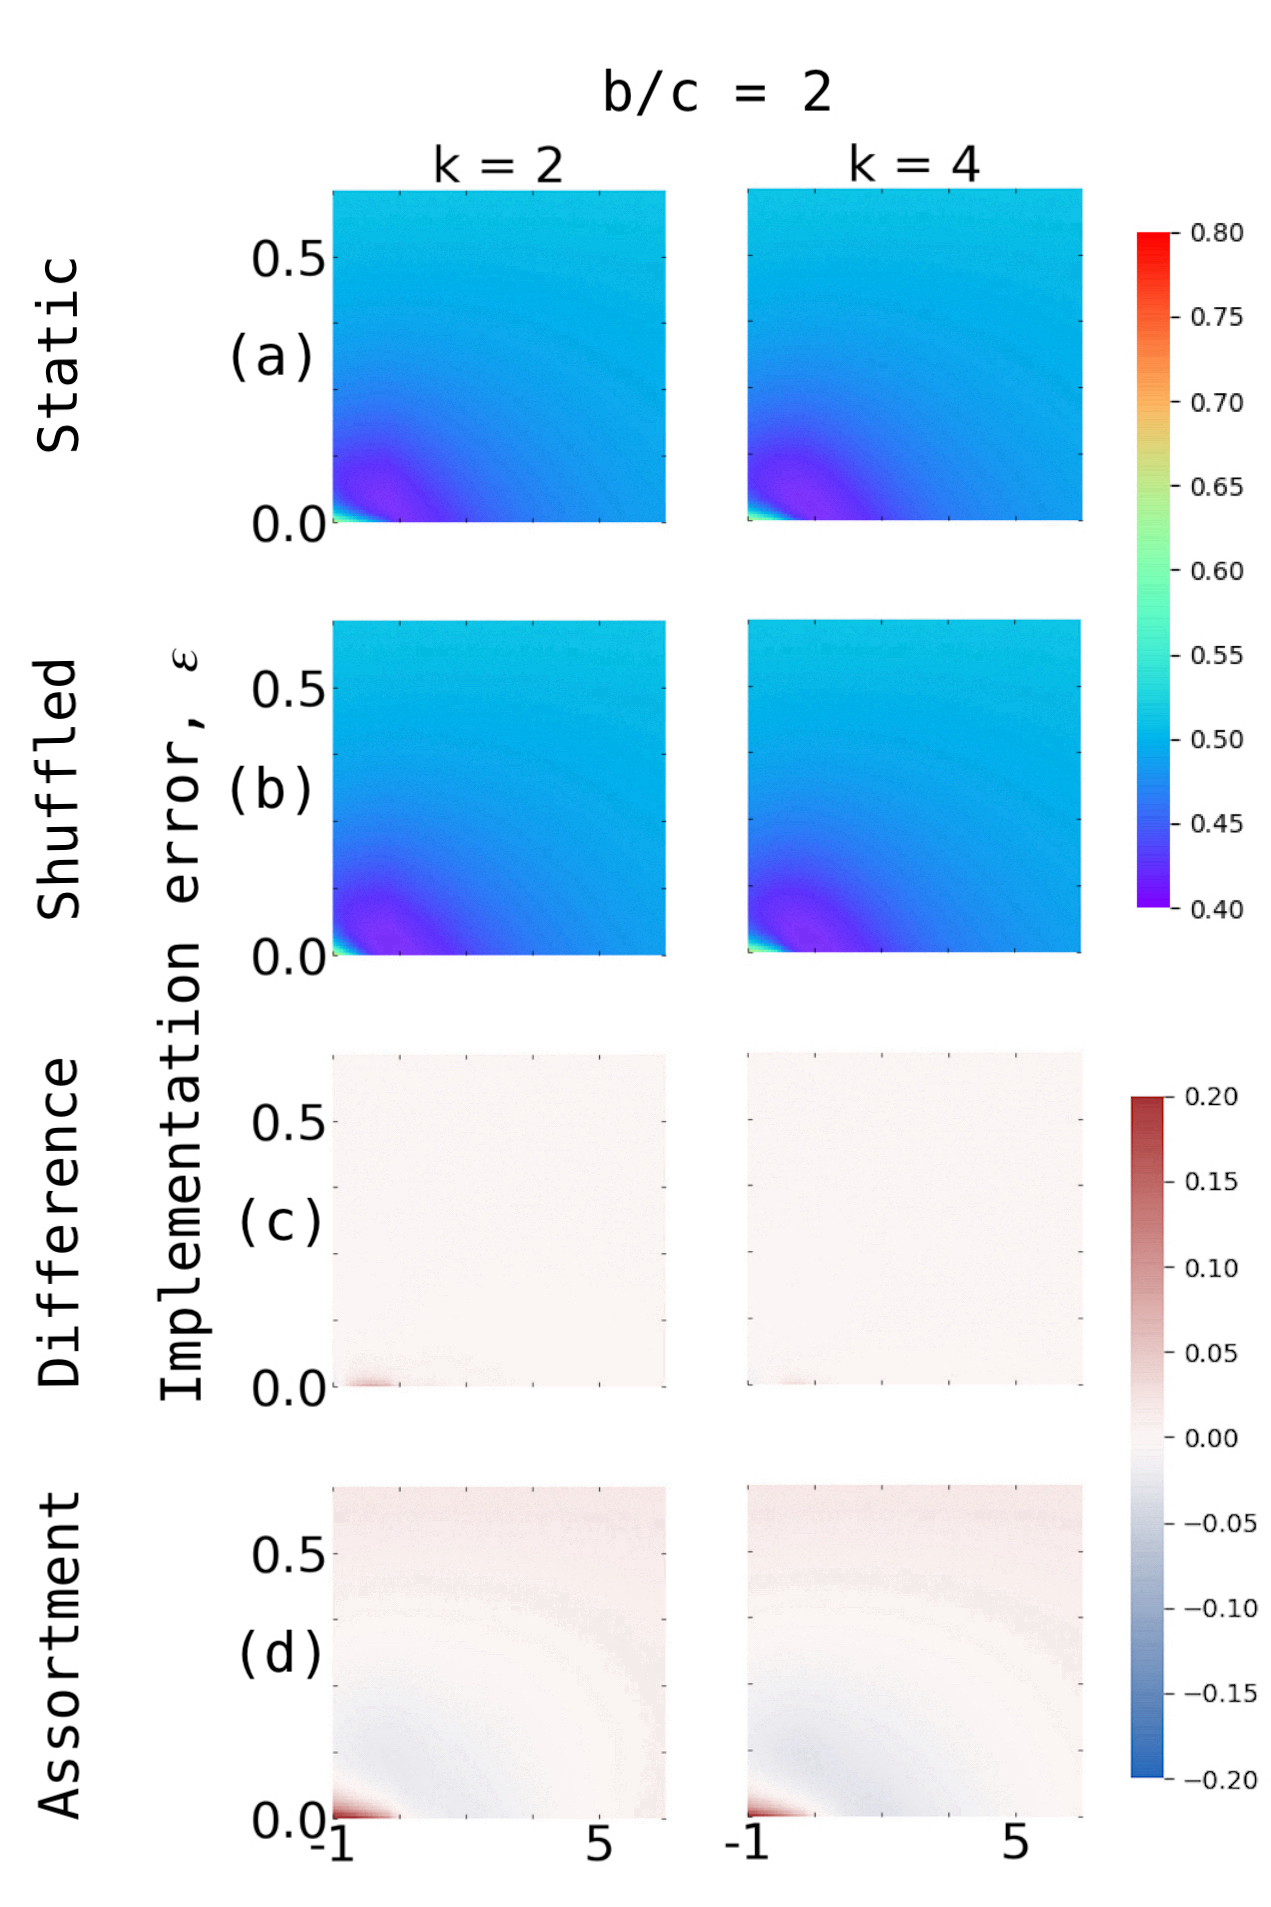 b/c = 2
k = 2
k = 4
Static
(a)
0.5
0.0
0.80
0.75
0.70
0.65
0.60
0.55
0.50
0.45
0.40
Shuffled
(b)
0.5
0.0
Implementation error, ε
Difference
(c)
0.5
0.0
0.20
0.15
0.10
0.05
0.00
−0.05
−0.10
−0.15
−0.20
Assortment
(d)
0.5
0.0
-1
5
-1
5